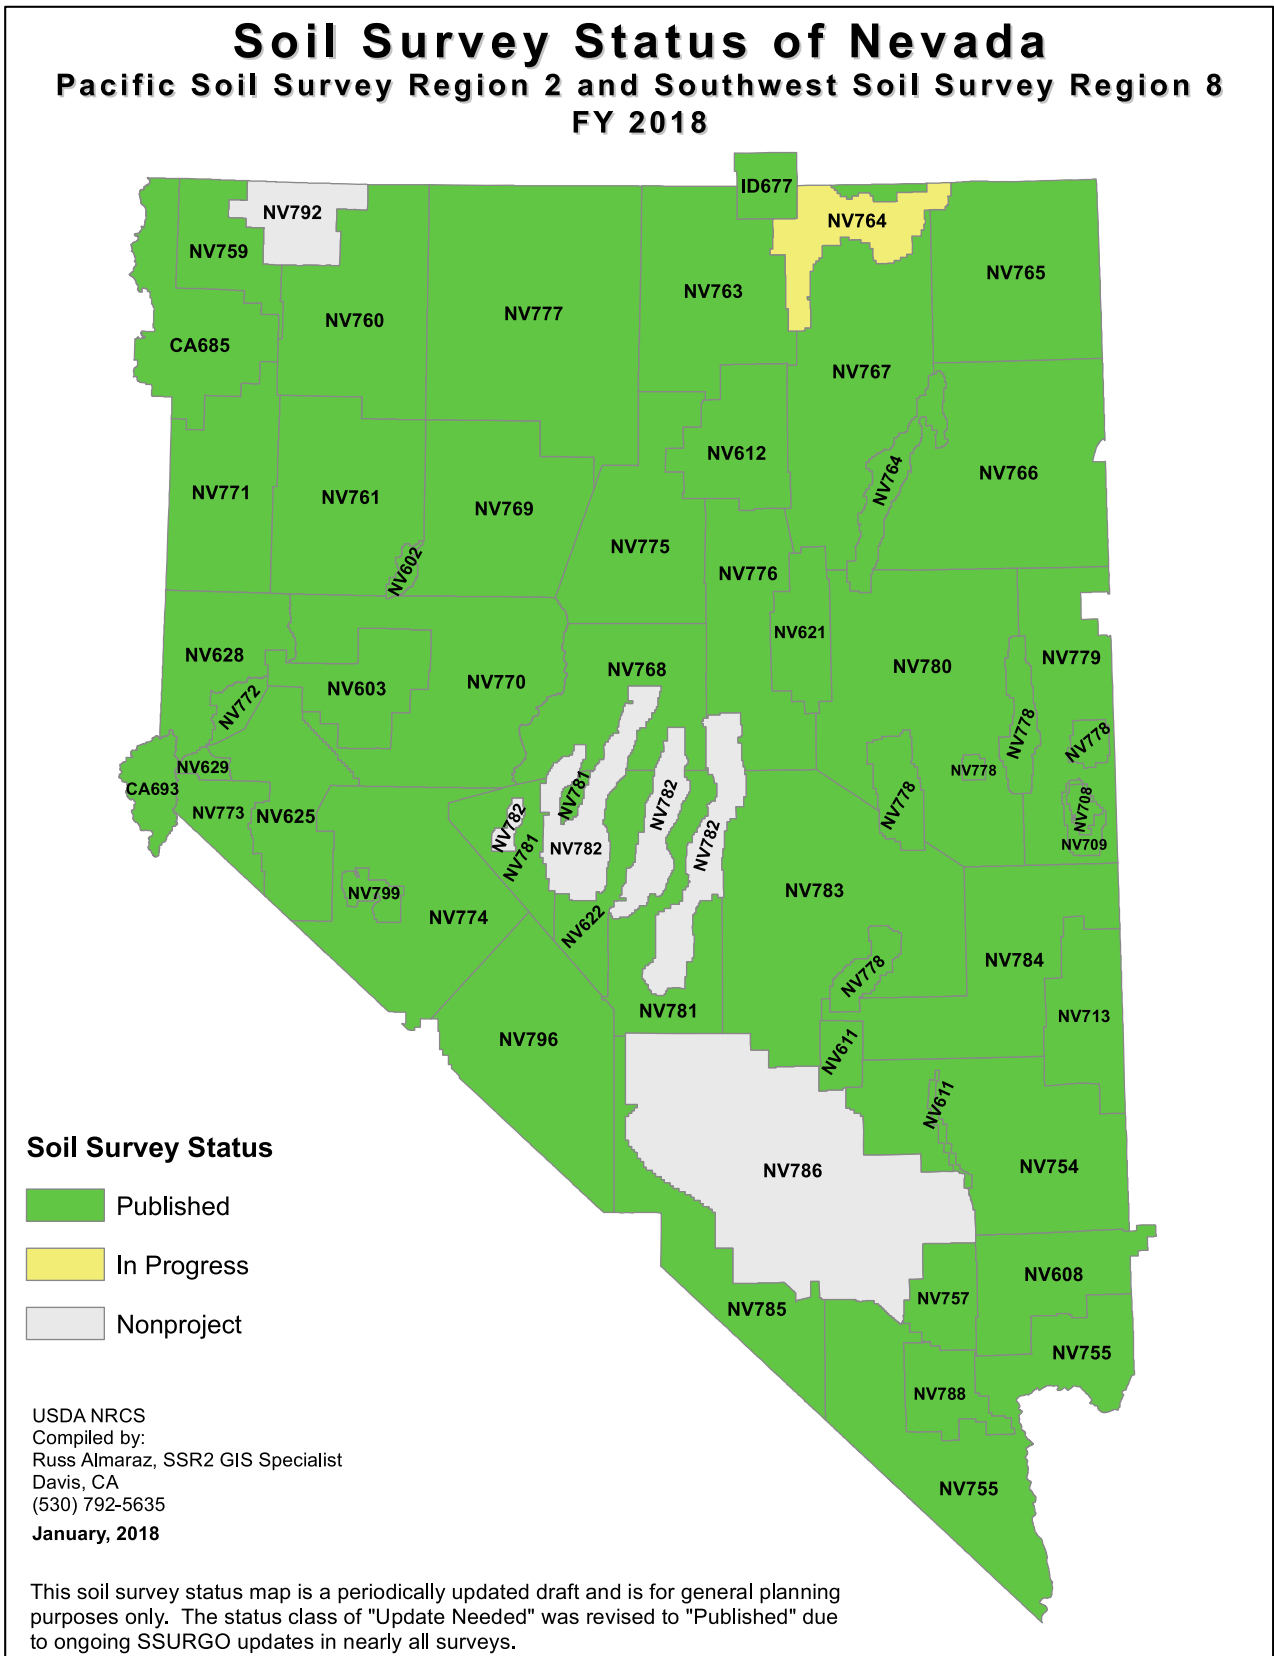 Soil Survey Status of Nevada
Pacific Soil Survey Region 2 and Southwest Soil Survey Region 8
FY 2018
ID677
NV792
NV764
NV759
NV765
NV763
NV777
NV760
CA685
NV767
NV612
NV764
NV766
NV771
NV761
NV769
NV775
NV602
NV776
NV621
NV628
NV780
NV779
NV768
NV603
NV770
NV772
NV778
NV778
NV629
NV778
CA693
NV781
NV782
NV778
NV708
NV773
NV625
NV782
NV782
NV709
NV781
NV782
NV783
NV799
NV774
NV622
NV784
NV778
NV781
NV713
NV796
NV611
NV611
NV754
NV786
NV608
NV757
NV785
NV755
NV788
NV755
Soil Survey Status
Published
In Progress
Nonproject
USDA NRCS
Compiled by:
Russ Almaraz, SSR2 GIS Specialist
Davis, CA
(530) 792-5635
January, 2018
This soil survey status map is a periodically updated draft and is for general planning
purposes only.  The status class of "Update Needed" was revised to "Published" due
to ongoing SSURGO updates in nearly all surveys.